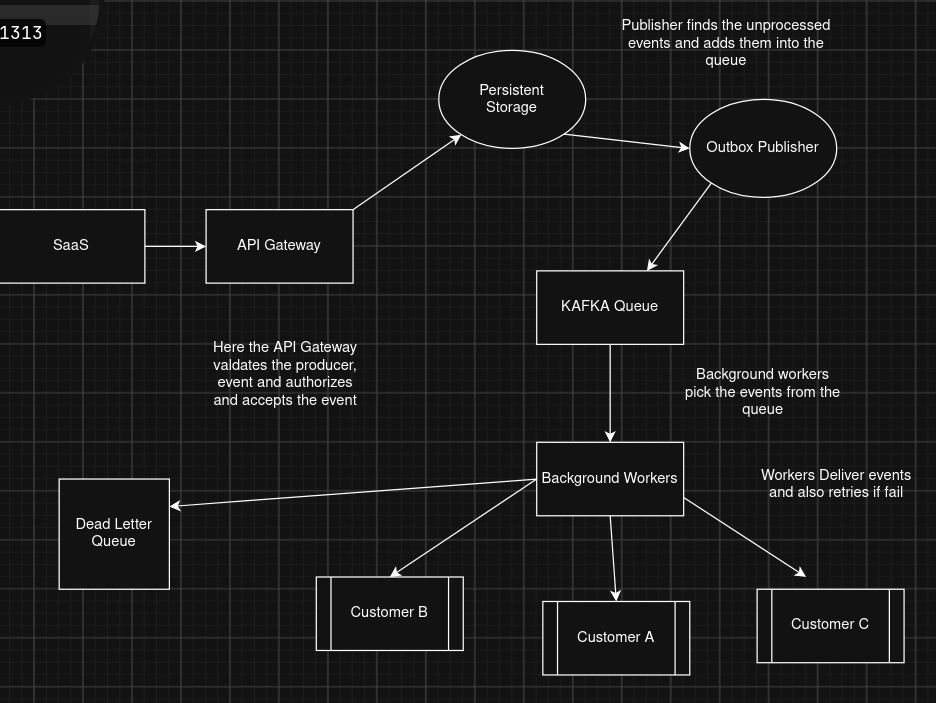 1313
Publisher finds the unprocessed
events and adds them into the
queue
Persistent
Storage
Outbox Publisher
SaaS
API Gateway
KAFKA Queue
Here the API Gateway
valdates the producer,
event and authorizes
and accepts the event
Background workers
pick the events from the
queue
Background Workers
Workers Deliver events
and also retries if fail
Dead Letter
Queue
Customer B
Customer A
Customer C